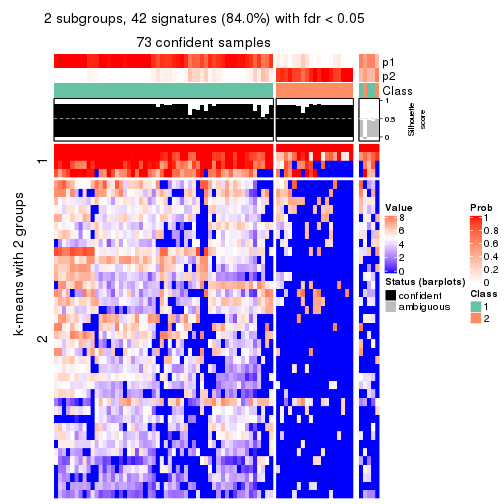 2 subgroups, 42 signatures (84.0%) with fdr < 0.05
73 confident samples
p1
p2
Class
1
0.5
0
Silhouette
score
k-means with 2 groups
1
2
Value
8
6
4
2
0
Status (barplots)
confident
ambiguous
Prob
1
0.8
0.6
0.4
0.2
0
Class
1
2